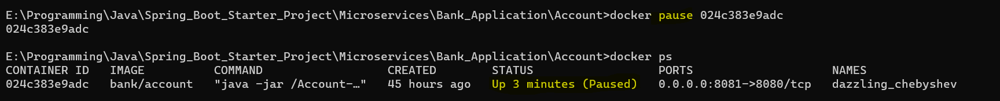 E:\Programming\Java\Spring_Boot_Starter_Project\Microservices\Bank_Application\Account>docker pause 024c383e9adc
024c383e9adc
E:\Programming\Java\Spring_Boot_Starter_Project\Microservices\Bank_Application\Account>docker ps
CONTAINER ID   IMAGE          COMMAND                  CREATED        STATUS                  PORTS                    NAMES
024c383e9adc   bank/account   "java -jar /Account-…"   45 hours ago   Up 3 minutes (Paused)   0.0.0.0:8081->8080/tcp   dazzling_chebyshev